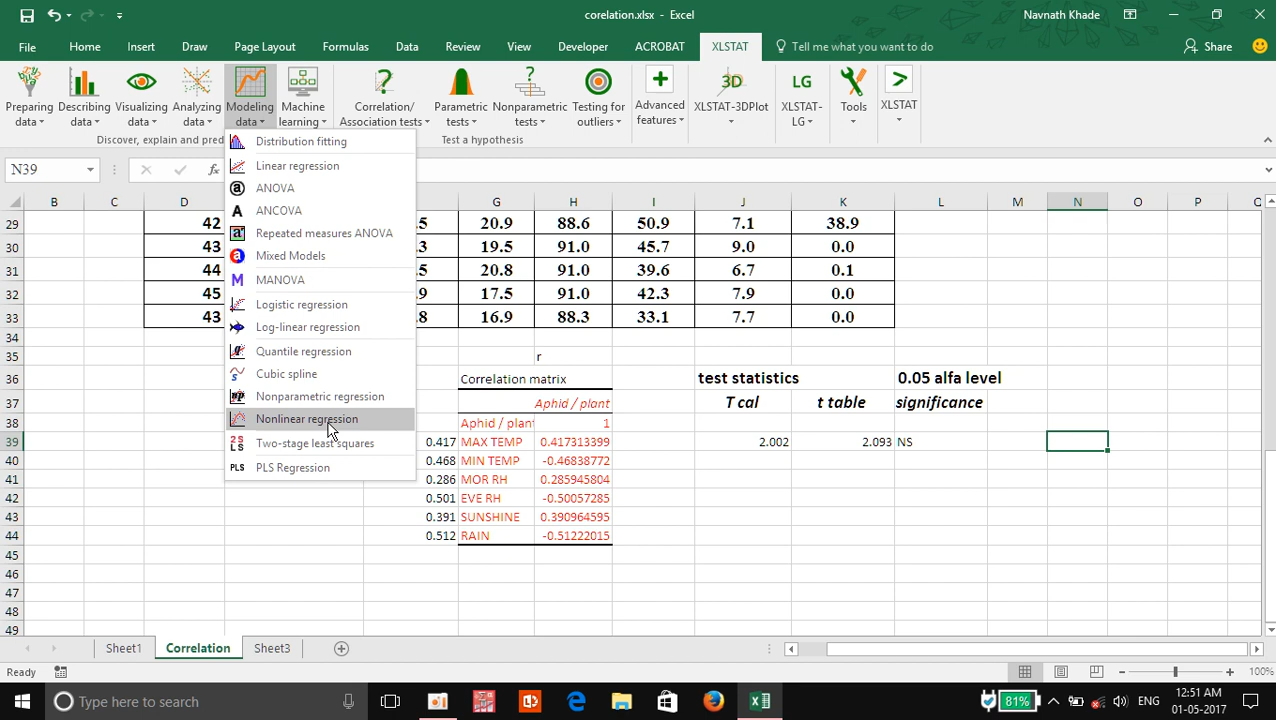 corelation.xlsx - Excel
Navnath Khade
File Home Insert Draw Page Layout Formulas Data Review View Developer ACROBAT XLSTAT Tell me what you want to do Share
Preparing data Describing data Visualizing data Analyzing data Modeling data Machine learning Correlation/ Association tests Parametric tests Nonparametric tests Testing for outliers Advanced features XLSTAT-3DPlot XLSTAT-LG Tools XLSTAT
3D LG
Discover, explain and pred Test a hypothesis
Distribution fitting
Linear regression
ANOVA
ANCOVA
Repeated measures ANOVA
Mixed Models
MANOVA
Logistic regression
Log-linear regression
Quantile regression
Cubic spline
Nonparametric regression
Nonlinear regression
Two-stage least squares
PLS PLS Regression
N39 fx
B C D G H I J K L M N O P
29 42 .5 20.9 88.6 50.9 7.1 38.9
30 43 .3 19.5 91.0 45.7 9.0 0.0
31 44 .5 20.8 91.0 39.6 6.7 0.1
32 45 .9 17.5 91.0 42.3 7.9 0.0
33 43 .8 16.9 88.3 33.1 7.7 0.0
34
35 r
36 Correlation matrix test statistics 0.05 alfa level
37 Aphid / plant T cal t table significance
38 Aphid / plant 1
39 0.417 MAX TEMP 0.417313399 2.002 2.093 NS
40 0.468 MIN TEMP -0.46838772
41 0.286 MOR RH 0.285945804
42 0.501 EVE RH -0.50057285
43 0.391 SUNSHINE 0.390964595
44 0.512 RAIN -0.51222015
45
46
47
48
49
Sheet1 Correlation Sheet3
Ready 100%
Type here to search 81% ENG 12:51 AM
01-05-2017